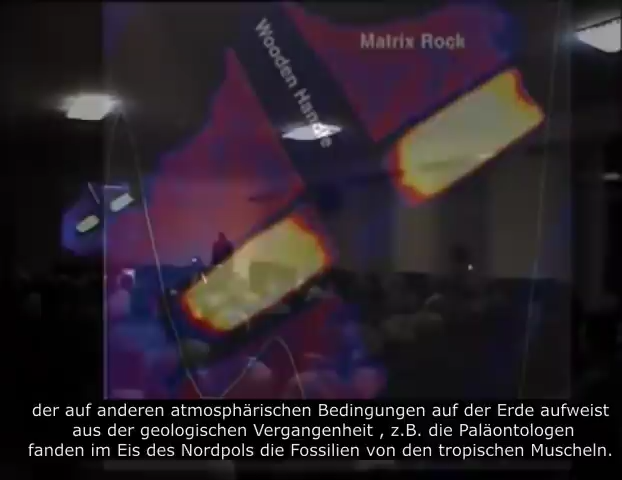 Matrix Rock
Wooden Handle
der auf anderen atmosphärischen Bedingungen auf der Erde aufweist
aus der geologischen Vergangenheit , z.B. die Paläontologen
fanden im Eis des Nordpols die Fossilien von den tropischen Muscheln.